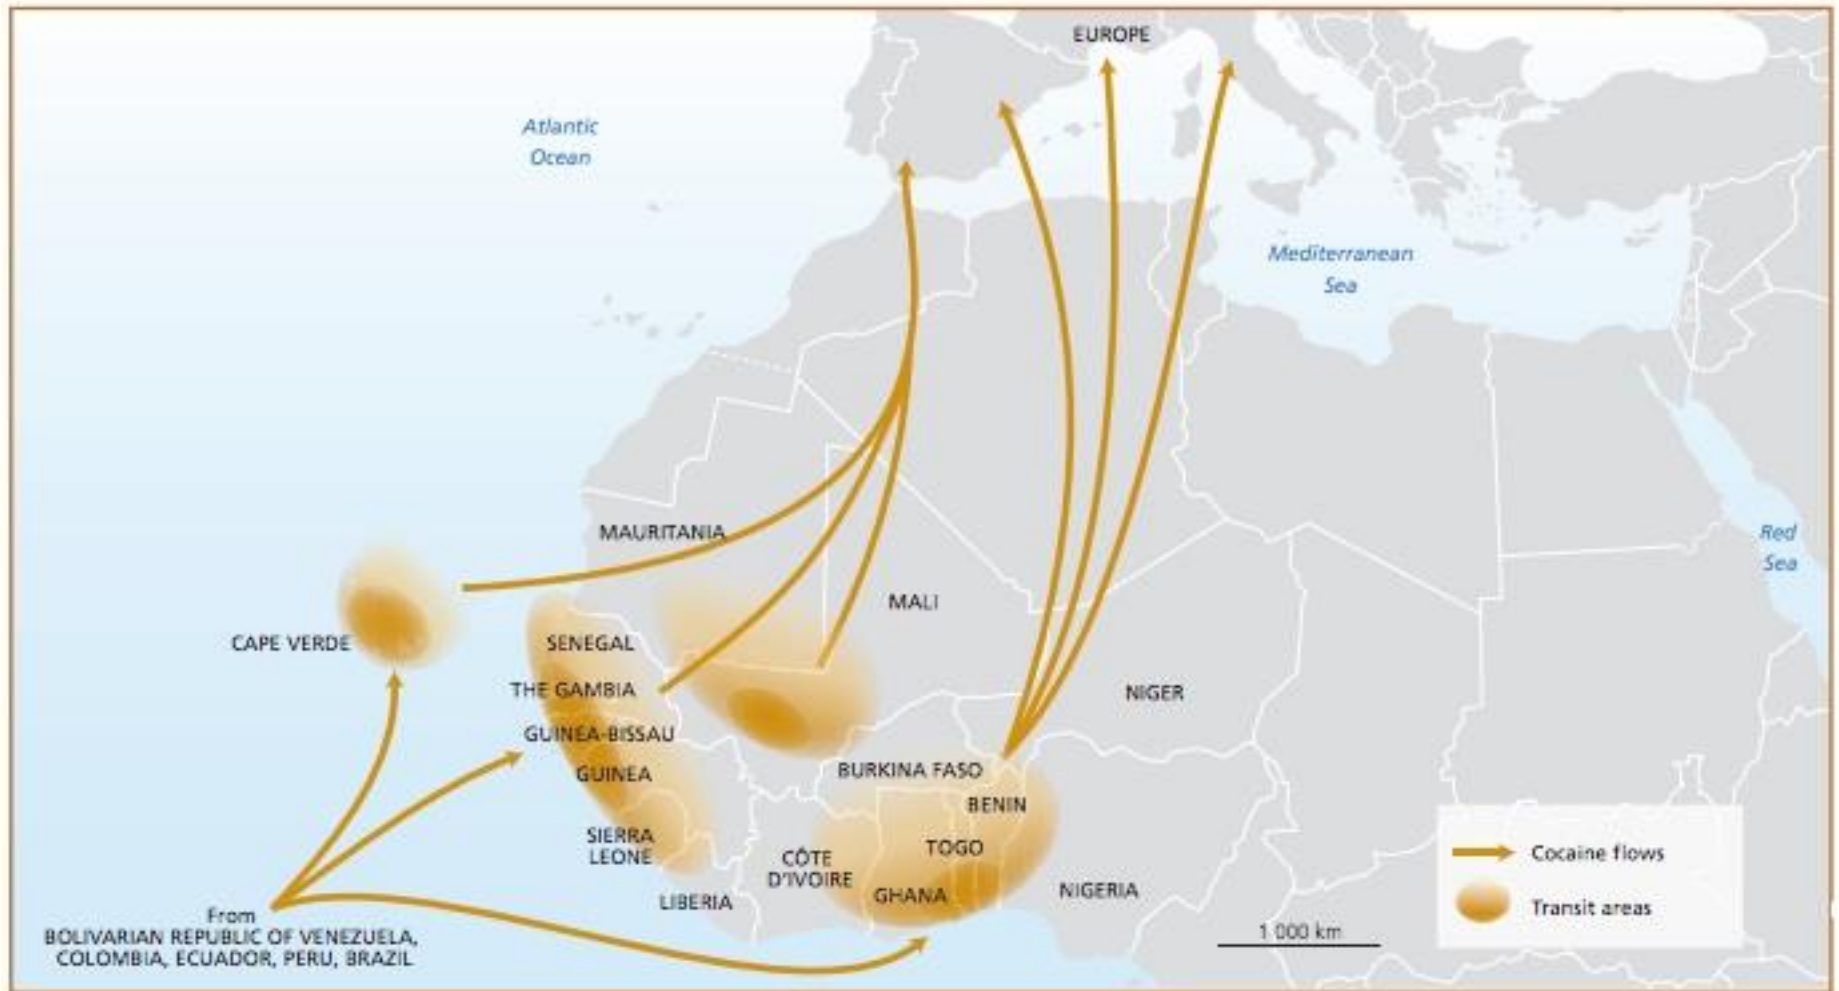 EUROPE
Atlantic
Ocean
Mediterranean
Sea
MAURITANIA
Red
Sea
MALI
CAPE VERDE
SENEGAL
THE GAMBIA
NIGER
GUINEA-BISSAU
GUINEA
BURKINA FASO
BENIN
SIERRA
LEONE
TOGO
CÔTE
D'IVOIRE
GHANA
NIGERIA
LIBERIA
From
BOLIVARIAN REPUBLIC OF VENEZUELA,
COLOMBIA, ECUADOR, PERU, BRAZIL
Cocaine flows
Transit areas
1 000 km